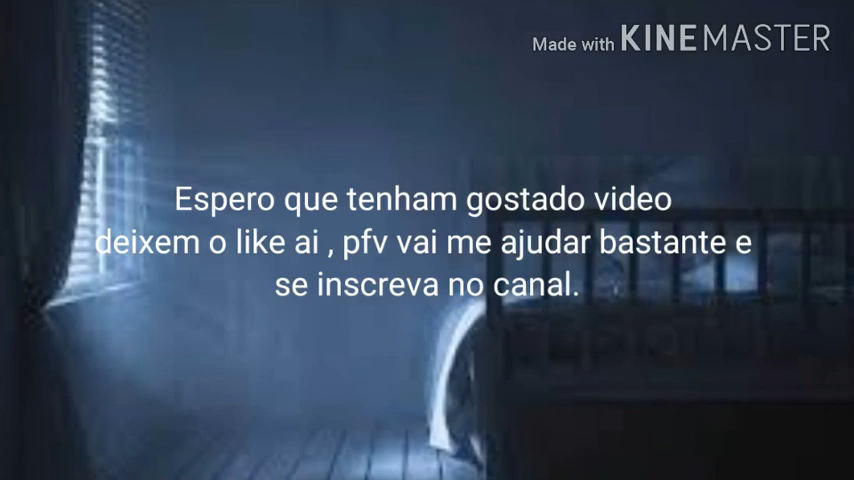 Made with KINEMASTER
Espero que tenham gostado video
deixem o like ai , pfv vai me ajudar bastante e
se inscreva no canal.